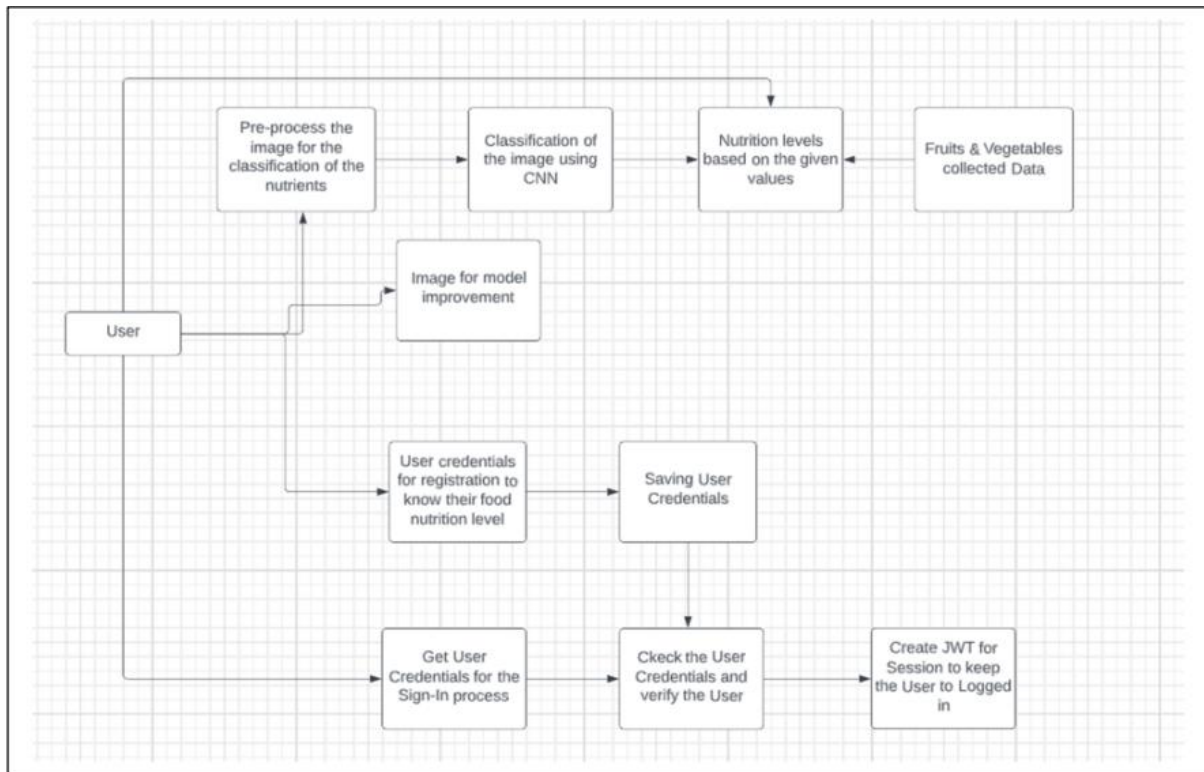 Pre-process the
image for the
classification of the
nutrients
Classification of
the image using
CNN
Nutrition levels
based on the given
values
Fruits & Vegetables
collected Data
Image for model
improvement
User
User credentials
for registration to
know their food
nutrition level
Saving User
Credentials
Get User
Credentials for the
Sign-In process
Ckeck the User
Credentials and
verify the User
Create JWT for
Session to keep
the User to Logged
in